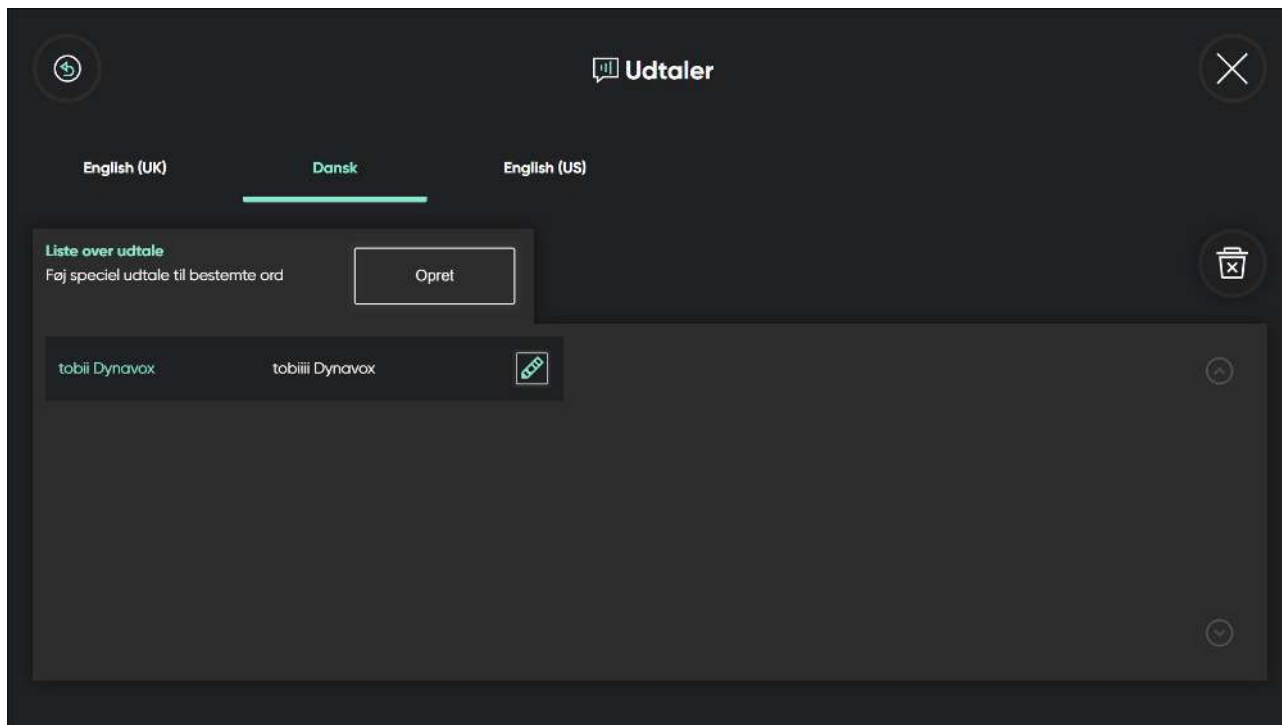 Udtaler
English (UK)
Dansk
English (US)
Liste over udtale
Føj speciel udtale til bestemte ord
Opret
tobii Dynavox
tobiiii Dynavox